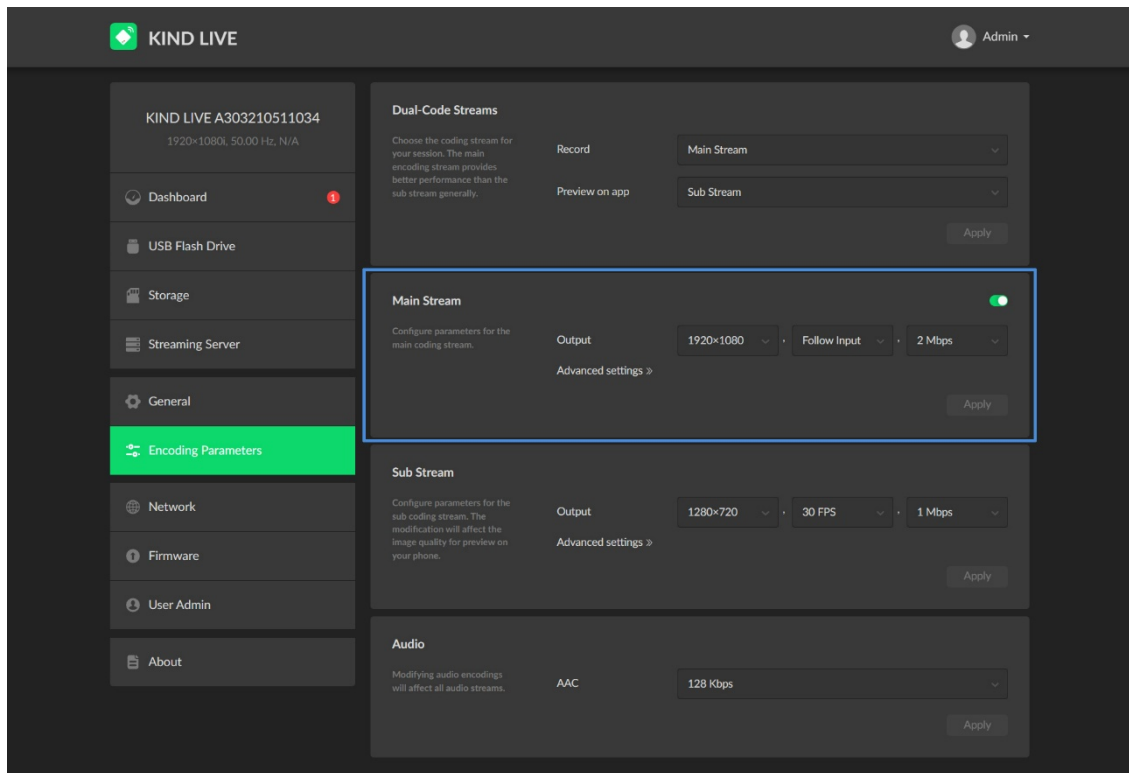 KIND LIVE
Admin
KIND LIVE A303210511034
1920×1080i, 50.00 Hz, N/A
Dashboard
1
USB Flash Drive
Storage
Streaming Server
General
Encoding Parameters
Network
Firmware
User Admin
About
Dual-Code Streams
Choose the coding stream for
your session. The main
encoding stream provides
better performance than the
sub stream generally.
Record
Main Stream
Preview on app
Sub Stream
Apply
Main Stream
Configure parameters for the
main coding stream.
Output
1920×1080
,
Follow Input
,
2 Mbps
Advanced settings »
Apply
Sub Stream
Configure parameters for the
sub coding stream. The
modification will affect the
image quality for preview on
your phone.
Output
1280×720
,
30 FPS
,
1 Mbps
Advanced settings »
Apply
Audio
Modifying audio encodings
will affect all audio streams.
AAC
128 Kbps
Apply